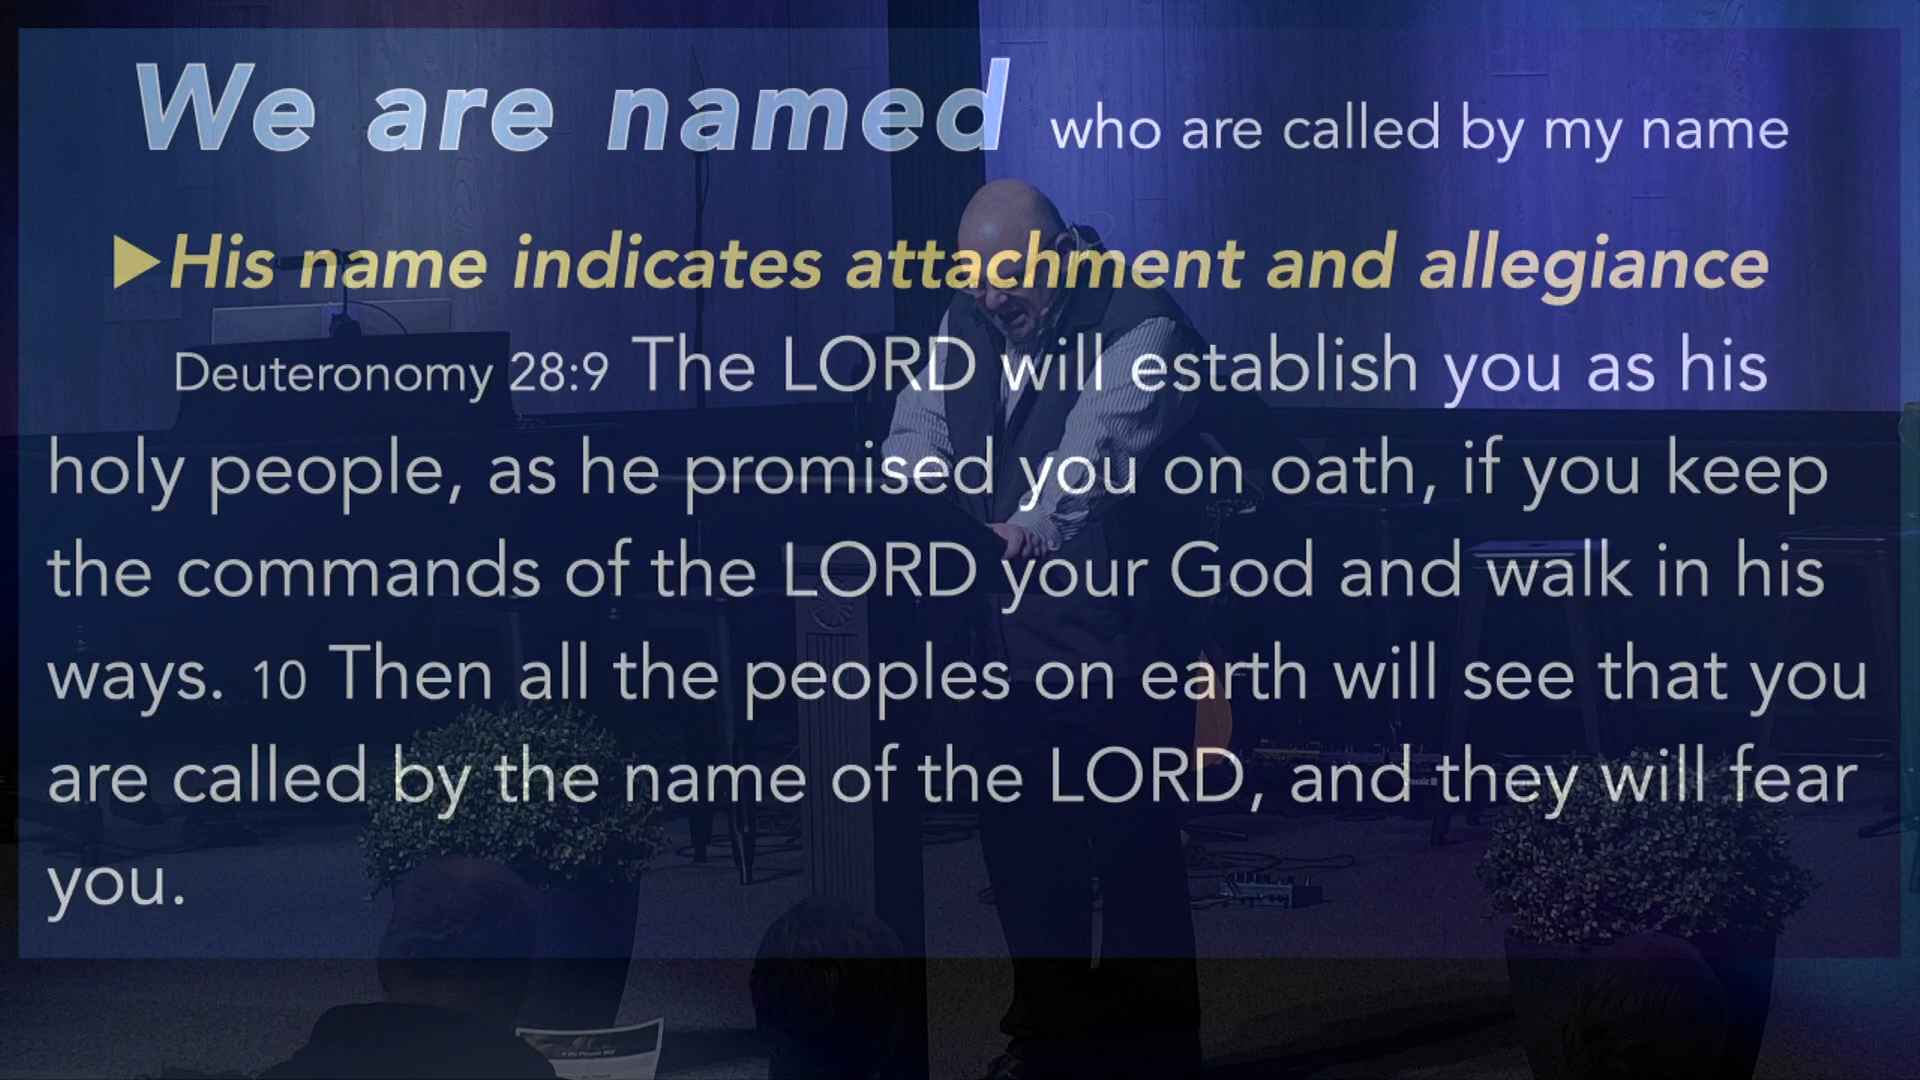 We are named who are called by my name
▶His name indicates attachment and allegiance
Deuteronomy 28:9 The LORD will establish you as his
holy people, as he promised you on oath, if you keep
the commands of the LORD your God and walk in his
ways. 10 Then all the peoples on earth will see that you
are called by the name of the LORD, and they will fear
you.